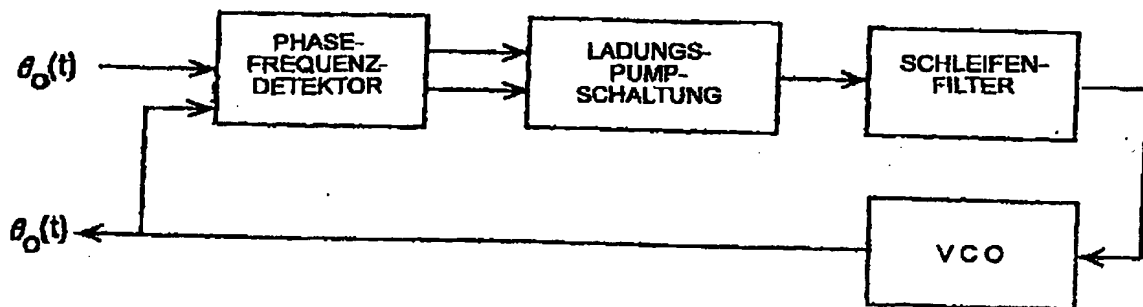 θO(t)
PHASE-
FREQUENZ-
DETEKTOR
LADUNGS-
PUMP-
SCHALTUNG
SCHLEIFEN-
FILTER
θO(t)
VCO